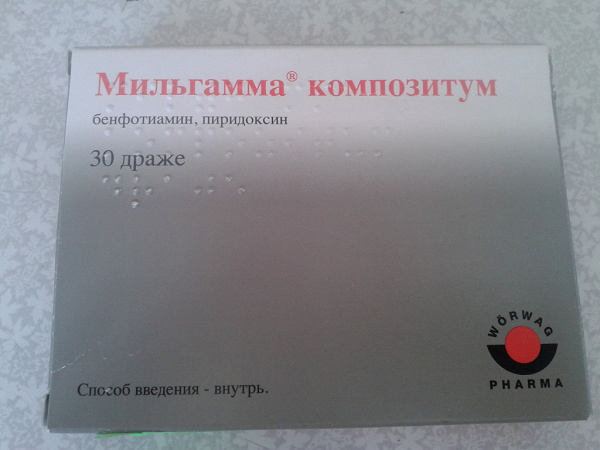 Мильгамма® композитум
бенфотиамин, пиридоксин
30 драже
WÖRWAG
PHARMA
Способ введения - внутрь.